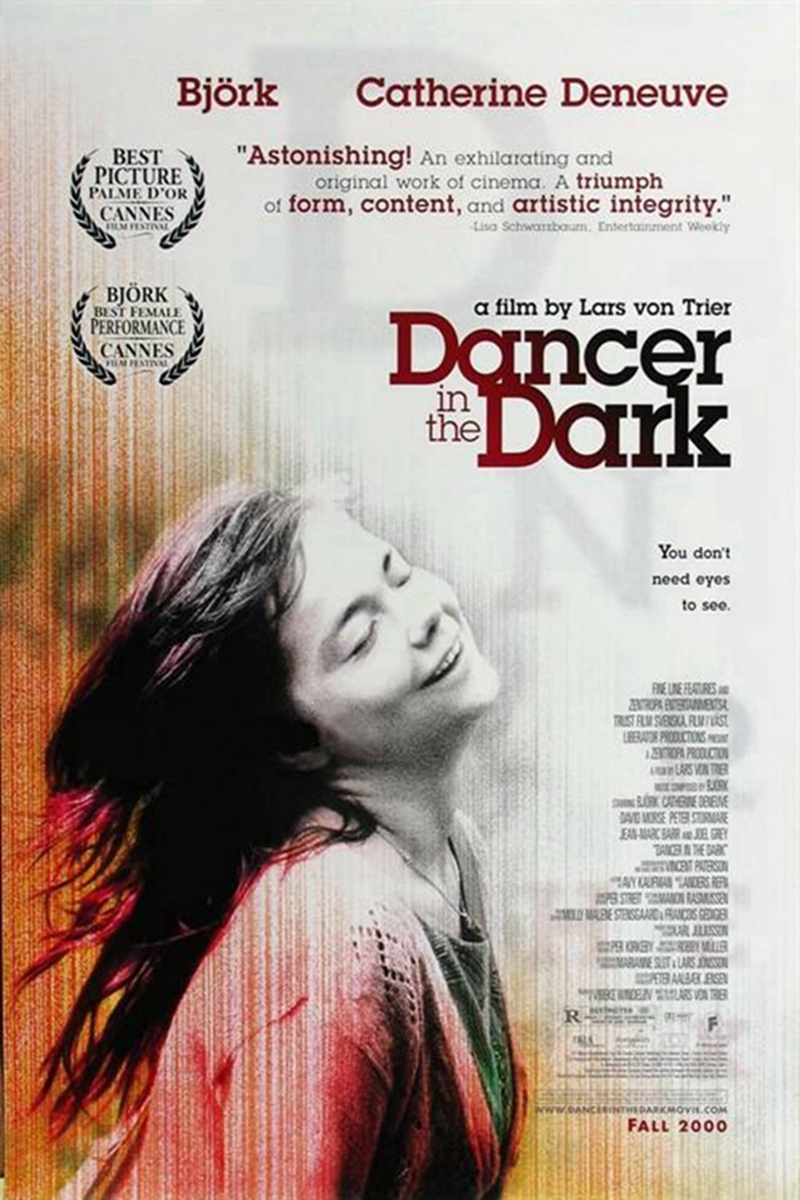 Björk Catherine Deneuve
BEST
PICTURE
PALME D'OR
CANNES
FILM FESTIVAL
"Astonishing! An exhilarating and
original work of cinema. A triumph
of form, content, and artistic integrity."
-Lisa Schwarzbaum, Entertainment Weekly
BJÖRK
BEST FEMALE
PERFORMANCE
CANNES
FILM FESTIVAL
a film by Lars von Trier
Dancer
in
the
Dark
You don't
need eyes
to see.
FINE LINE FEATURES AND
ZENTROPA ENTERTAINMENTS4,
TRUST FILM SVENSKA, FILM I VÄST,
LIBERATOR PRODUCTIONS PRESENT
A ZENTROPA PRODUCTION
A FILM BY LARS VON TRIER
MUSIC COMPOSED BY BJÖRK
STARRING BJÖRK CATHERINE DENEUVE
DAVID MORSE PETER STORMARE
JEAN-MARC BARR AND JOEL GREY
"DANCER IN THE DARK"
VINCENT PATERSON
AVY KAUFMAN ANDERS REFN
PER STREIT MANON RASMUSSEN
MOLLY MALENE STENSGAARD & FRANÇOIS GEDIGIER
KARL JULIUSSON
PER KIRKEBY ROBBY MÜLLER
MARIANNE SLOT & LARS JÖNSSON
PETER AALBÆK JENSEN
VIBEKE WINDELØV LARS VON TRIER
R RESTRICTED
F
WWW.DANCERINTHEDARKMOVIE.COM
FALL 2000